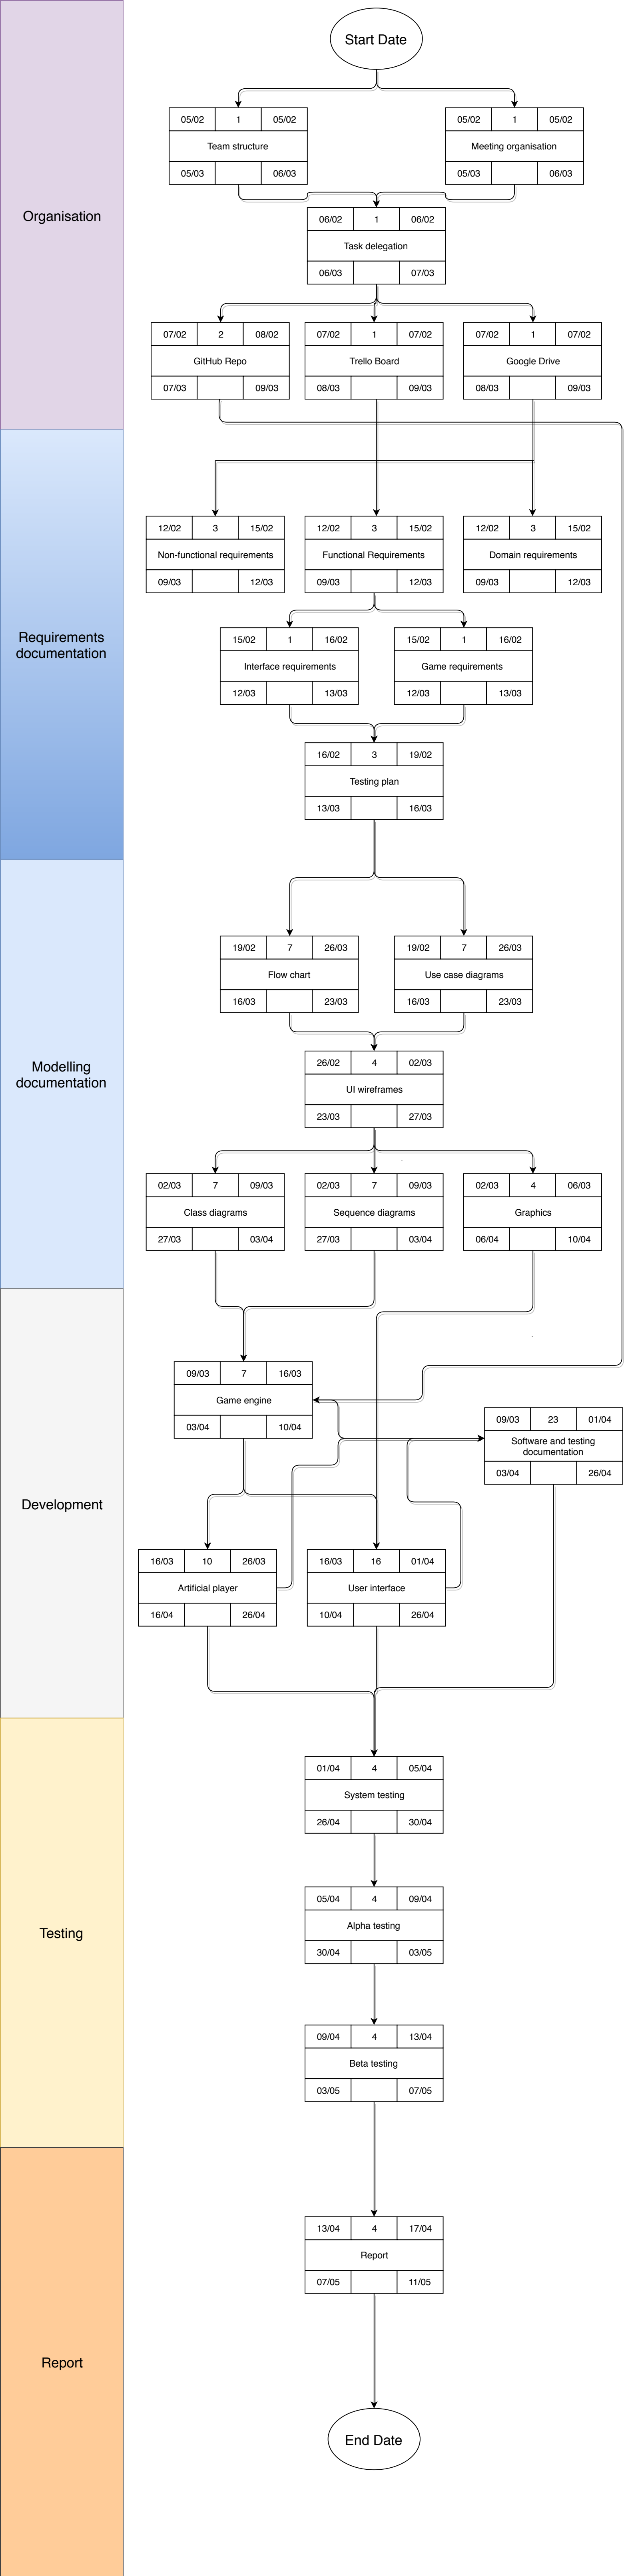 Start Date
05/02 1 05/02
Team structure
05/03 06/03
05/02 1 05/02
Meeting organisation
05/03 06/03
Organisation
06/02 1 06/02
Task delegation
06/03 07/03
07/02 2 08/02
GitHub Repo
07/03 09/03
07/02 1 07/02
Trello Board
08/03 09/03
07/02 1 07/02
Google Drive
08/03 09/03
Requirements
documentation
12/02 3 15/02
Non-functional requirements
09/03 12/03
12/02 3 15/02
Functional Requirements
09/03 12/03
12/02 3 15/02
Domain requirements
09/03 12/03
15/02 1 16/02
Interface requirements
12/03 13/03
15/02 1 16/02
Game requirements
12/03 13/03
16/02 3 19/02
Testing plan
13/03 16/03
Modelling
documentation
19/02 7 26/03
Flow chart
16/03 23/03
19/02 7 26/03
Use case diagrams
16/03 23/03
26/02 4 02/03
UI wireframes
23/03 27/03
02/03 7 09/03
Class diagrams
27/03 03/04
02/03 7 09/03
Sequence diagrams
27/03 03/04
02/03 4 06/03
Graphics
06/04 10/04
Development
09/03 7 16/03
Game engine
03/04 10/04
09/03 23 01/04
Software and testing
documentation
03/04 26/04
16/03 10 26/03
Artificial player
16/04 26/04
16/03 16 01/04
User interface
10/04 26/04
Testing
01/04 4 05/04
System testing
26/04 30/04
05/04 4 09/04
Alpha testing
30/04 03/05
09/04 4 13/04
Beta testing
03/05 07/05
Report
13/04 4 17/04
Report
07/05 11/05
End Date